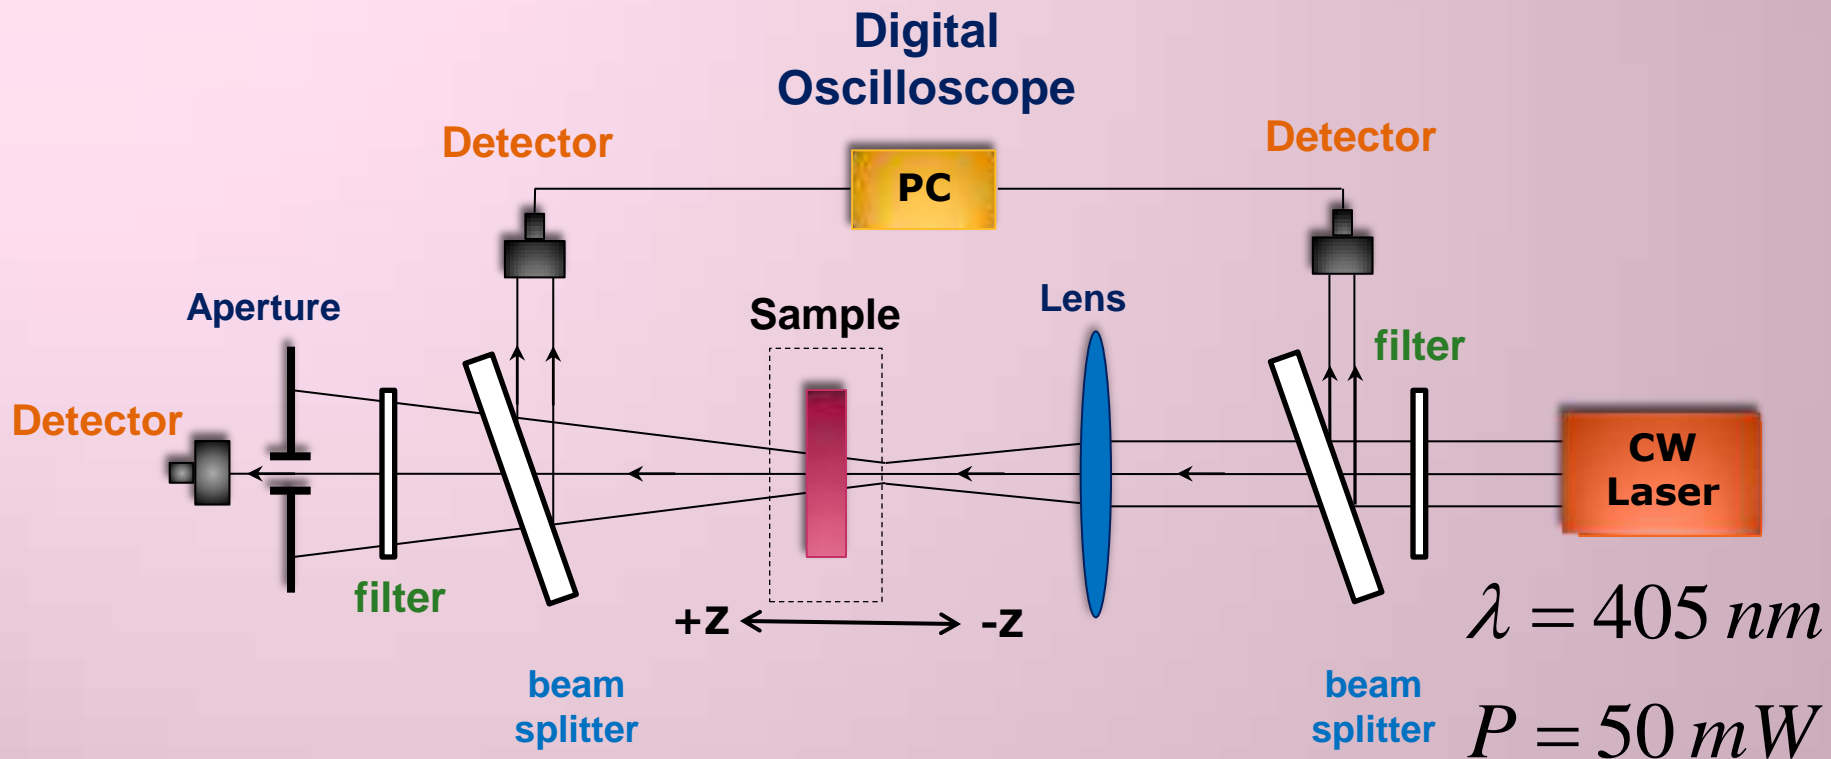 Digital
Oscilloscope
Detector
Detector
PC
Aperture
Sample
Lens
filter
Detector
CW
Laser
filter
+z
-z
λ = 405 nm
beam
splitter
beam
splitter
P = 50 mW